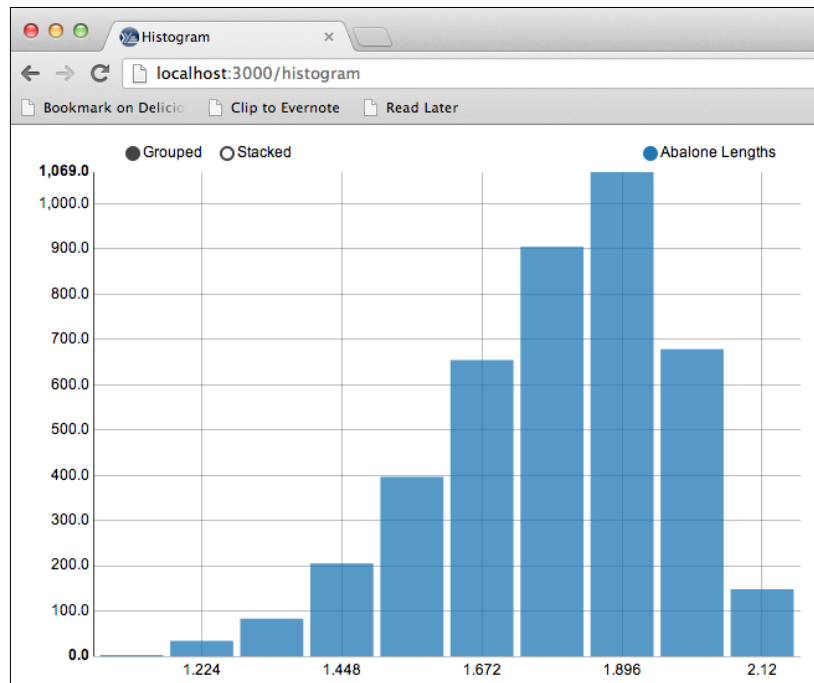 Histogram
localhost:3000/histogram
Bookmark on Delicio
Clip to Evernote
Read Later
Grouped
Stacked
Abalone Lengths
1,069.0
1,000.0
900.0
800.0
700.0
600.0
500.0
400.0
300.0
200.0
100.0
0.0
1.224
1.448
1.672
1.896
2.12